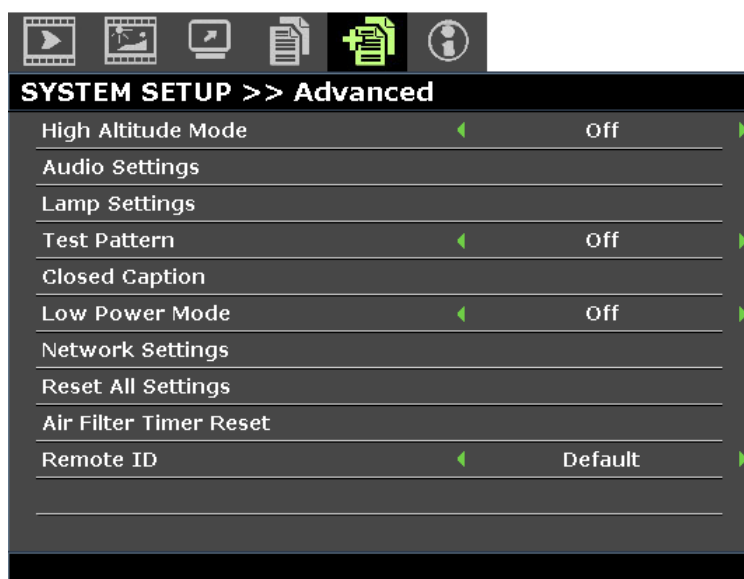 SYSTEM SETUP >> Advanced
High Altitude Mode Off
Audio Settings
Lamp Settings
Test Pattern Off
Closed Caption
Low Power Mode Off
Network Settings
Reset All Settings
Air Filter Timer Reset
Remote ID Default